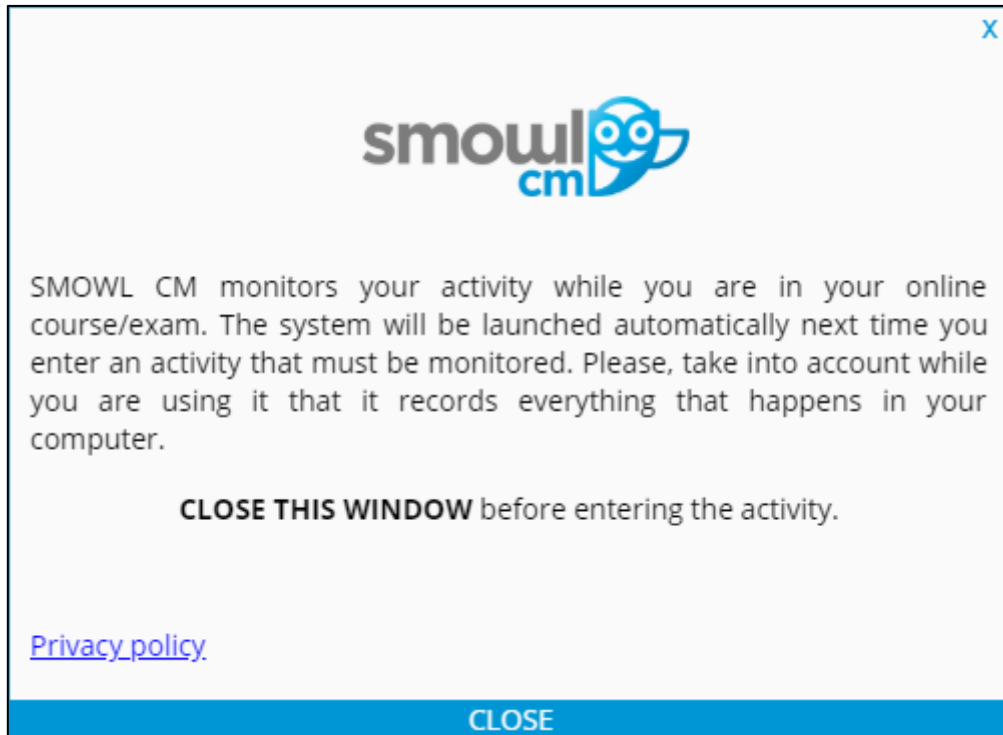 X
smowl
cm
SMOWL CM monitors your activity while you are in your online
course/exam. The system will be launched automatically next time you
enter an activity that must be monitored. Please, take into account while
you are using it that it records everything that happens in your
computer.
CLOSE THIS WINDOW before entering the activity.
Privacy policy
CLOSE